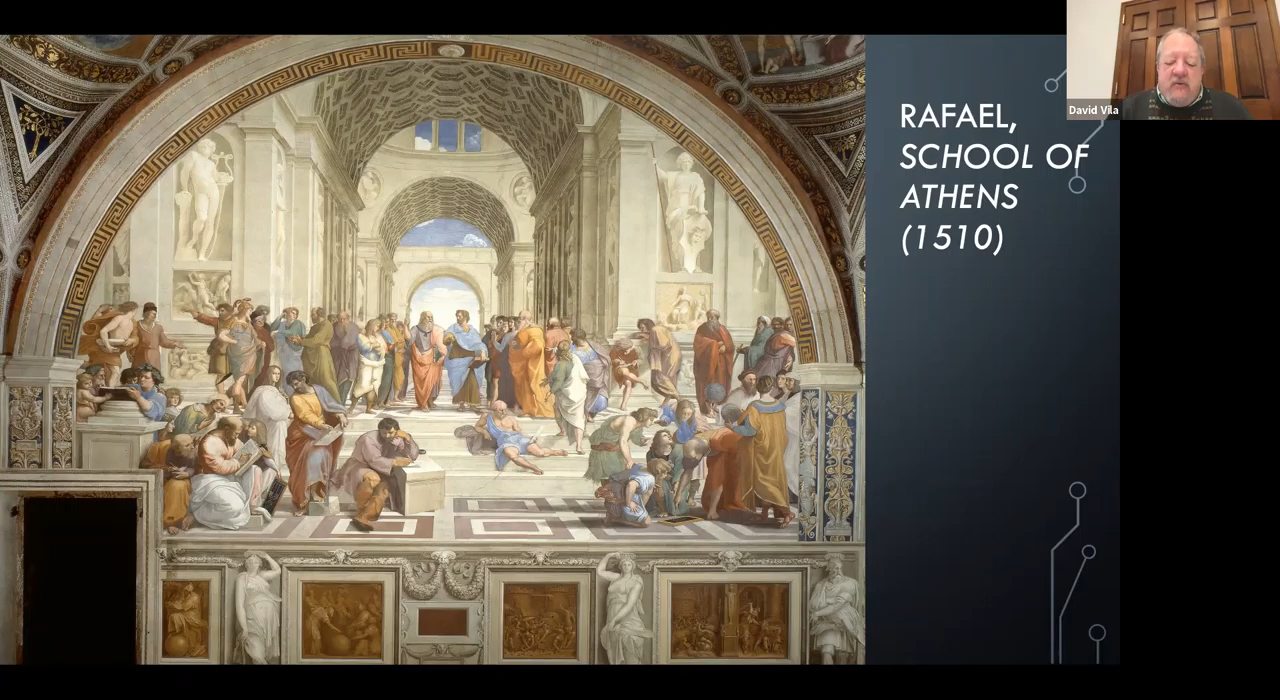 RAFAEL,
SCHOOL OF
ATHENS
(1510)
David Vila